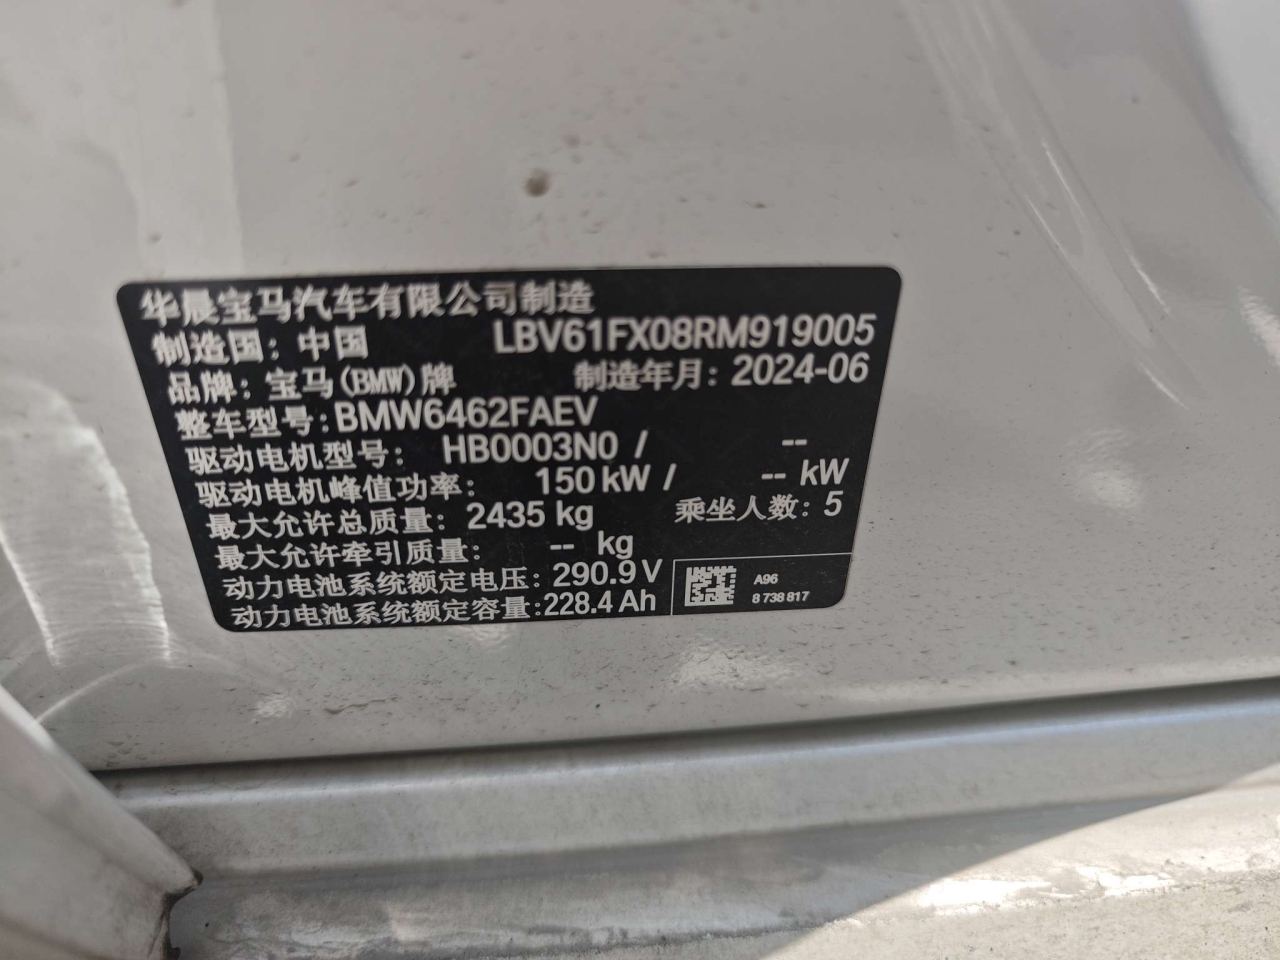 华晨宝马汽车有限公司制造
制造国：中国 LBV61FX08RM919005
品牌：宝马(BMW)牌 制造年月：2024-06
整车型号:BMW6462FAEV
驱动电机型号： HB0003N0 / --
驱动电机峰值功率： 150 kW / -- kW
最大允许总质量：2435 kg 乘坐人数：5
最大允许牵引质量： -- kg
动力电池系统额定电压：290.9 V
动力电池系统额定容量:228.4 Ah
A96
8 738 817